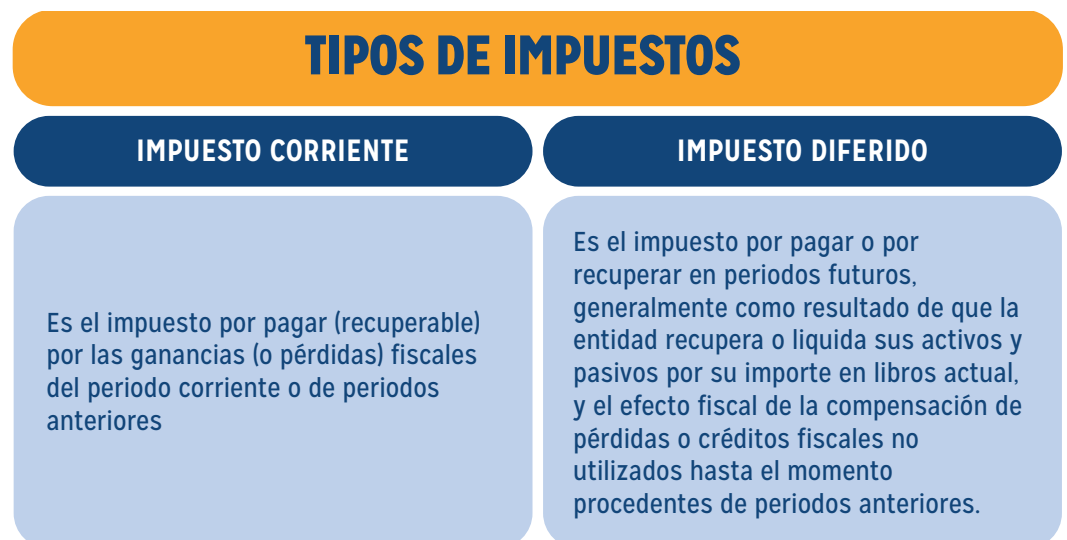 TIPOS DE IMPUESTOS
IMPUESTO CORRIENTE
Es el impuesto por pagar (recuperable)
por las ganancias (o pérdidas) fiscales
del periodo corriente o de periodos
anteriores
IMPUESTO DIFERIDO
Es el impuesto por pagar o por
recuperar en periodos futuros,
generalmente como resultado de que la
entidad recupera o liquida sus activos y
pasivos por su importe en libros actual,
y el efecto fiscal de la compensación de
pérdidas o créditos fiscales no
utilizados hasta el momento
procedentes de periodos anteriores.